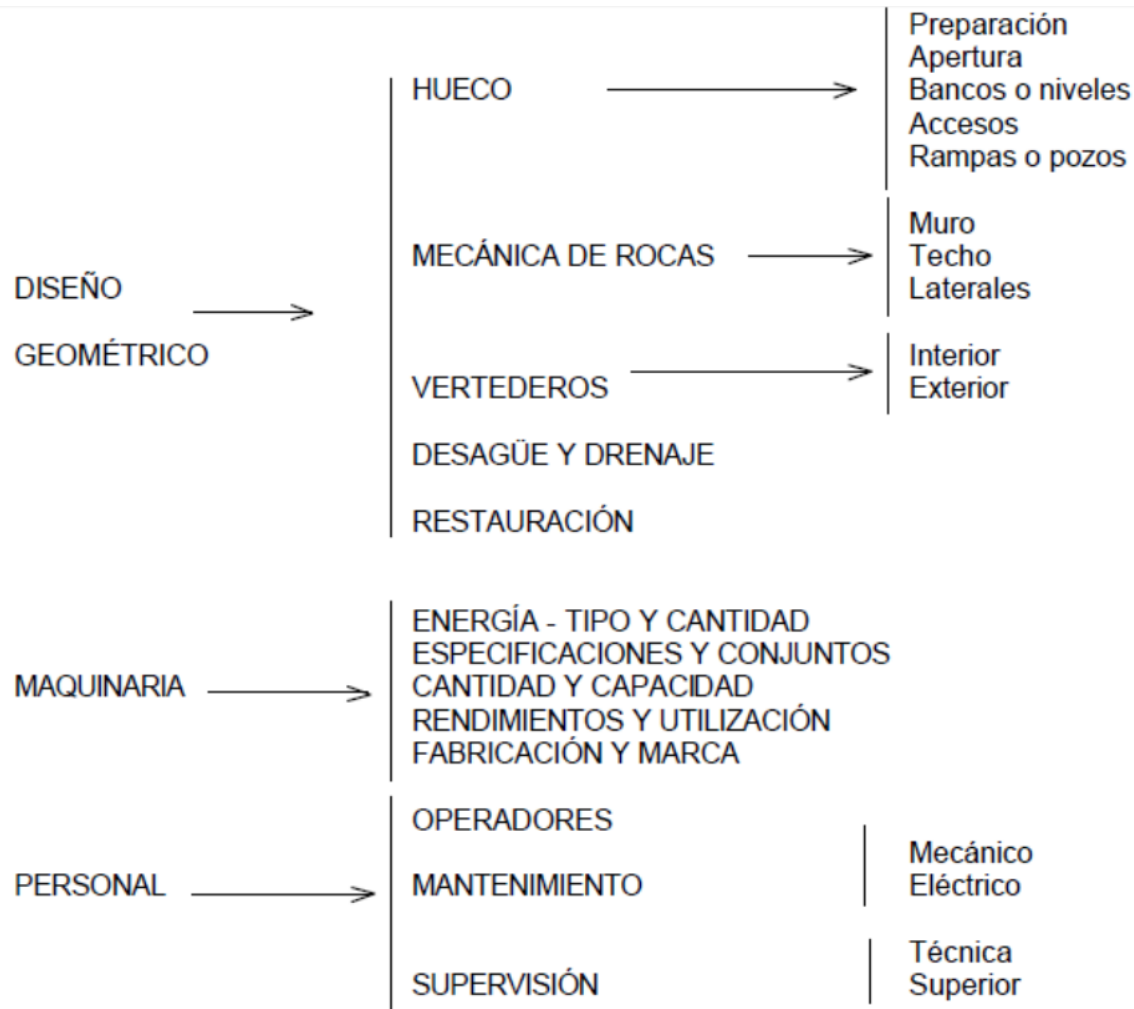 DISEÑO
GEOMÉTRICO
HUECO
Preparación
Apertura
Bancos o niveles
Accesos
Rampas o pozos
MECÁNICA DE ROCAS
Muro
Techo
Laterales
VERTEDEROS
Interior
Exterior
DESAGÜE Y DRENAJE
RESTAURACIÓN
MAQUINARIA
ENERGÍA - TIPO Y CANTIDAD
ESPECIFICACIONES Y CONJUNTOS
CANTIDAD Y CAPACIDAD
RENDIMIENTOS Y UTILIZACIÓN
FABRICACIÓN Y MARCA
PERSONAL
OPERADORES
MANTENIMIENTO
Mecánico
Eléctrico
SUPERVISIÓN
Técnica
Superior